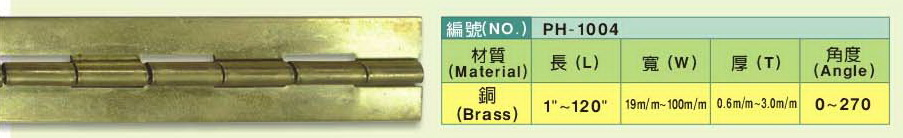 編號(NO.) PH-1004
材質 (Material) 長 (L) 寬 (W) 厚 (T) 角度 (Angle)
銅 (Brass) 1"~120" 19m/m~100m/m 0.6m/m~3.0m/m 0~270